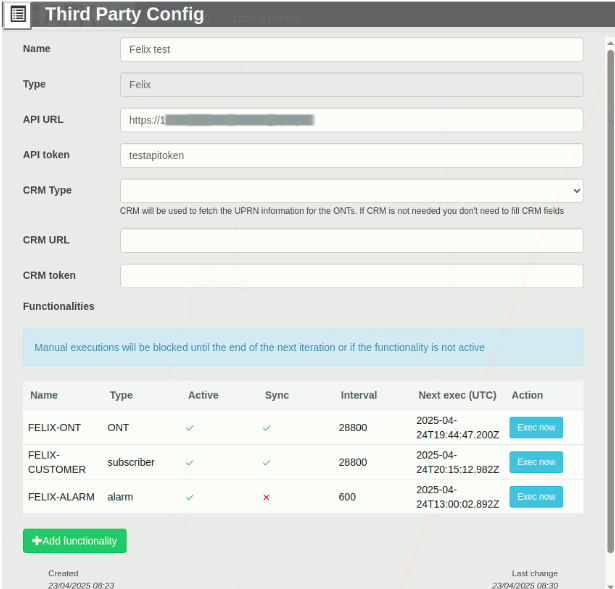 Third Party Config
Name
Felix test
Type
Felix
API URL
https://1
API token
testapitoken
CRM Type
CRM will be used to fetch the UPRN information for the ONTs. If CRM is not needed you don't need to fill CRM fields
CRM URL
CRM token
Functionalities
Manual executions will be blocked until the end of the next iteration or if the functionality is not active
Name Type Active Sync Interval Next exec (UTC) Action
FELIX-ONT ONT 28800 2025-04-24T19:44:47.200Z Exec now
FELIX-CUSTOMER subscriber 28800 2025-04-24T20:15:12.982Z Exec now
FELIX-ALARM alarm 600 2025-04-24T13:00:02.892Z Exec now
Add functionality
Created Last change
23/04/2025 08:23 23/04/2025 08:30